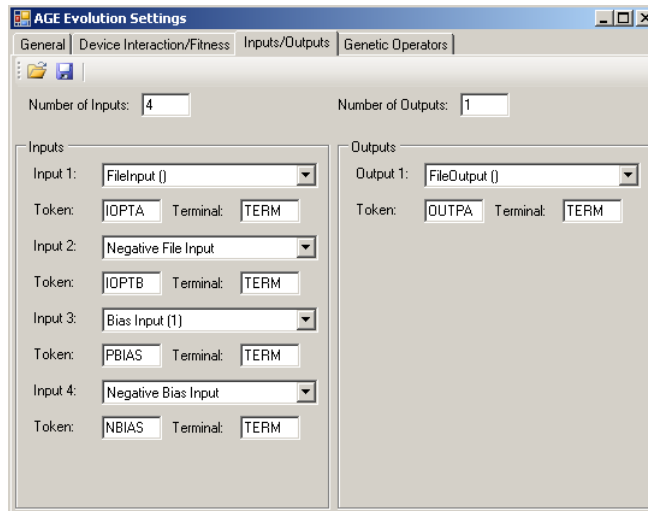 AGE Evolution Settings
General Device Interaction/Fitness Inputs/Outputs Genetic Operators
Number of Inputs: 4 Number of Outputs: 1
Inputs
Input 1: FileInput ()
Token: IOPTA Terminal: TERM
Input 2: Negative File Input
Token: IOPTB Terminal: TERM
Input 3: Bias Input (1)
Token: PBIAS Terminal: TERM
Input 4: Negative Bias Input
Token: NBIAS Terminal: TERM
Outputs
Output 1: FileOutput ()
Token: OUTPA Terminal: TERM